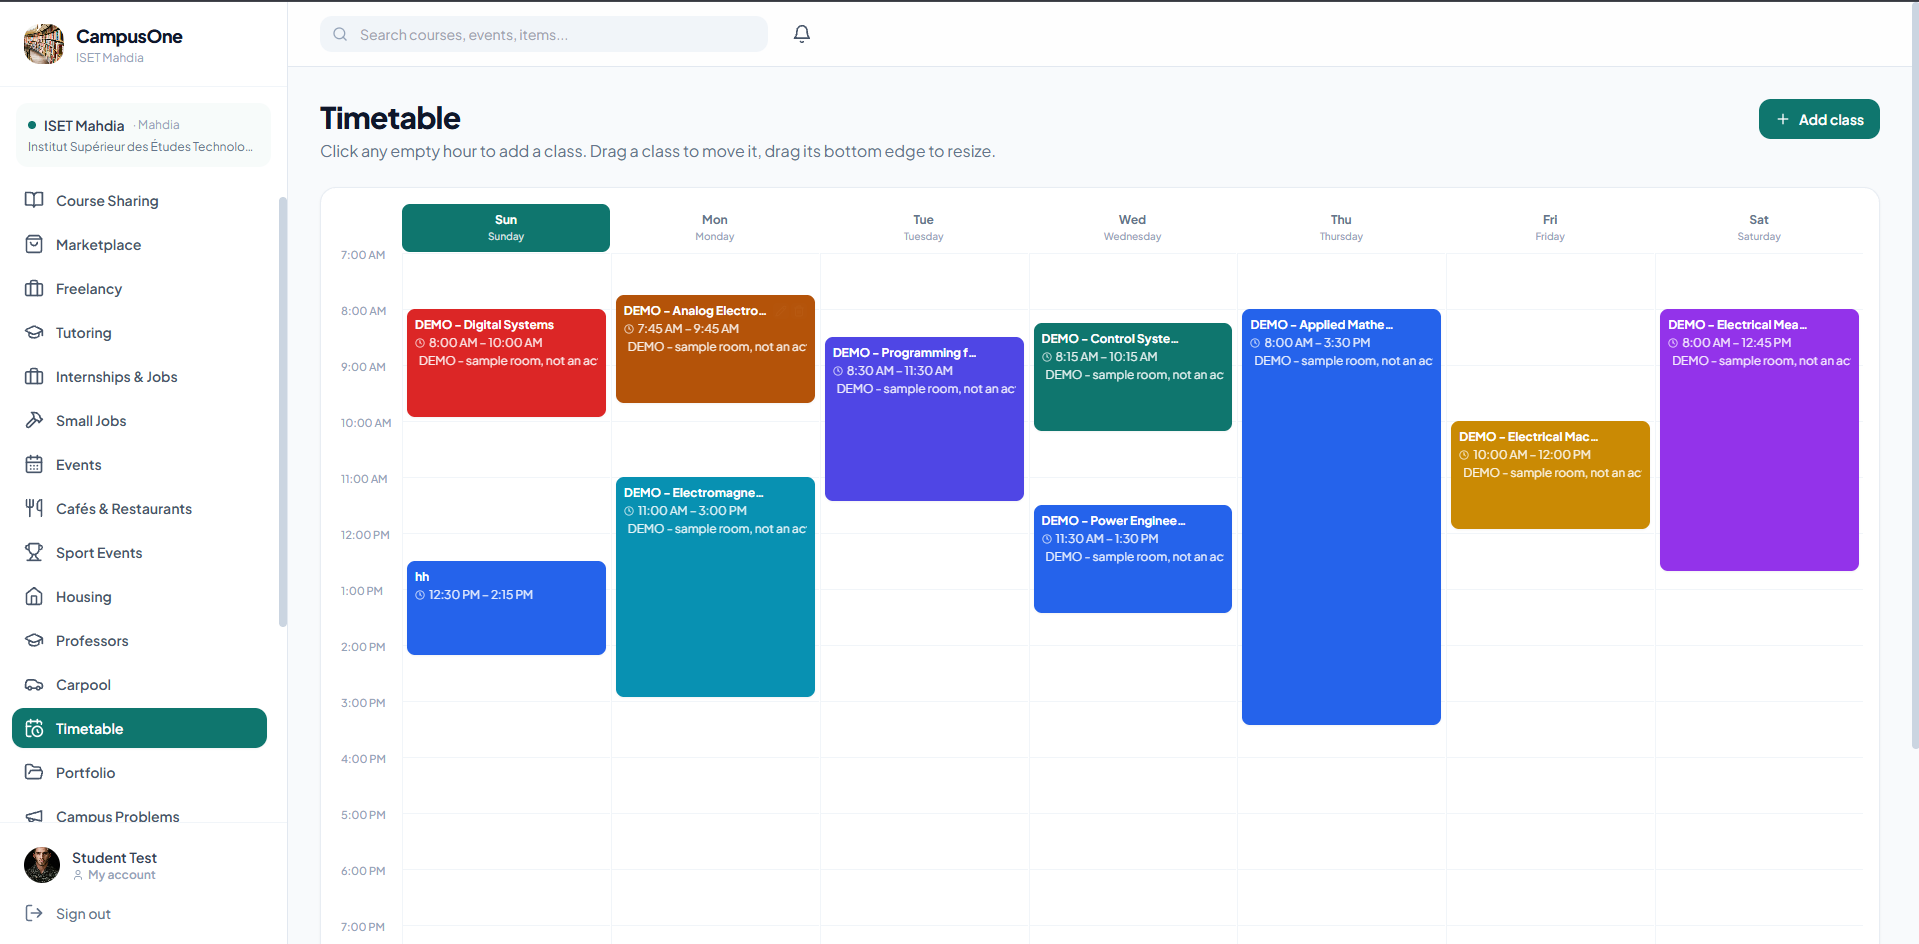 CampusOne
ISET Mahdia
ISET Mahdia · Mahdia
Institut Supérieur des Études Technolo...
Course Sharing
Marketplace
Freelancy
Tutoring
Internships & Jobs
Small Jobs
Events
Cafés & Restaurants
Sport Events
Housing
Professors
Carpool
Timetable
Portfolio
Campus Problems
Student Test
My account
Sign out
Search courses, events, items...
Timetable
Click any empty hour to add a class. Drag a class to move it, drag its bottom edge to resize.
+ Add class
Sun
Sunday
Mon
Monday
Tue
Tuesday
Wed
Wednesday
Thu
Thursday
Fri
Friday
Sat
Saturday
7:00 AM
8:00 AM
9:00 AM
10:00 AM
11:00 AM
12:00 PM
1:00 PM
2:00 PM
3:00 PM
4:00 PM
5:00 PM
6:00 PM
7:00 PM
DEMO – Digital Systems
8:00 AM – 10:00 AM
DEMO - sample room, not an ac
hh
12:30 PM – 2:15 PM
DEMO – Analog Electro...
7:45 AM – 9:45 AM
DEMO - sample room, not an ac
DEMO – Electromagne...
11:00 AM – 3:00 PM
DEMO - sample room, not an ac
DEMO – Programming f...
8:30 AM – 11:30 AM
DEMO - sample room, not an ac
DEMO – Control Syste...
8:15 AM – 10:15 AM
DEMO - sample room, not an ac
DEMO – Power Enginee...
11:30 AM – 1:30 PM
DEMO - sample room, not an ac
DEMO – Applied Mathe...
8:00 AM – 3:30 PM
DEMO - sample room, not an ac
DEMO – Electrical Mac...
10:00 AM – 12:00 PM
DEMO - sample room, not an ac
DEMO – Electrical Mea...
8:00 AM – 12:45 PM
DEMO - sample room, not an ac